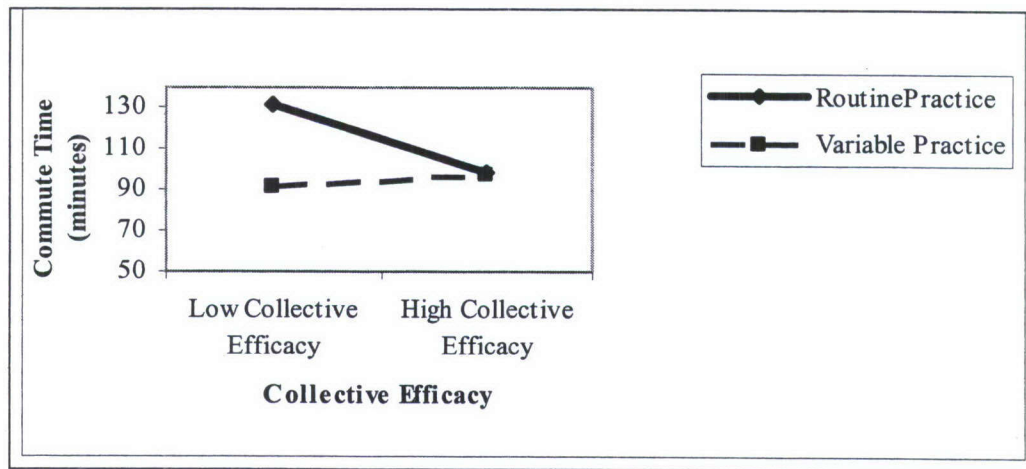 130
110
90
70
50
Commute Time
(minutes)
Low Collective
Efficacy
High Collective
Efficacy
Collective Efficacy
RoutinePractice
Variable Practice